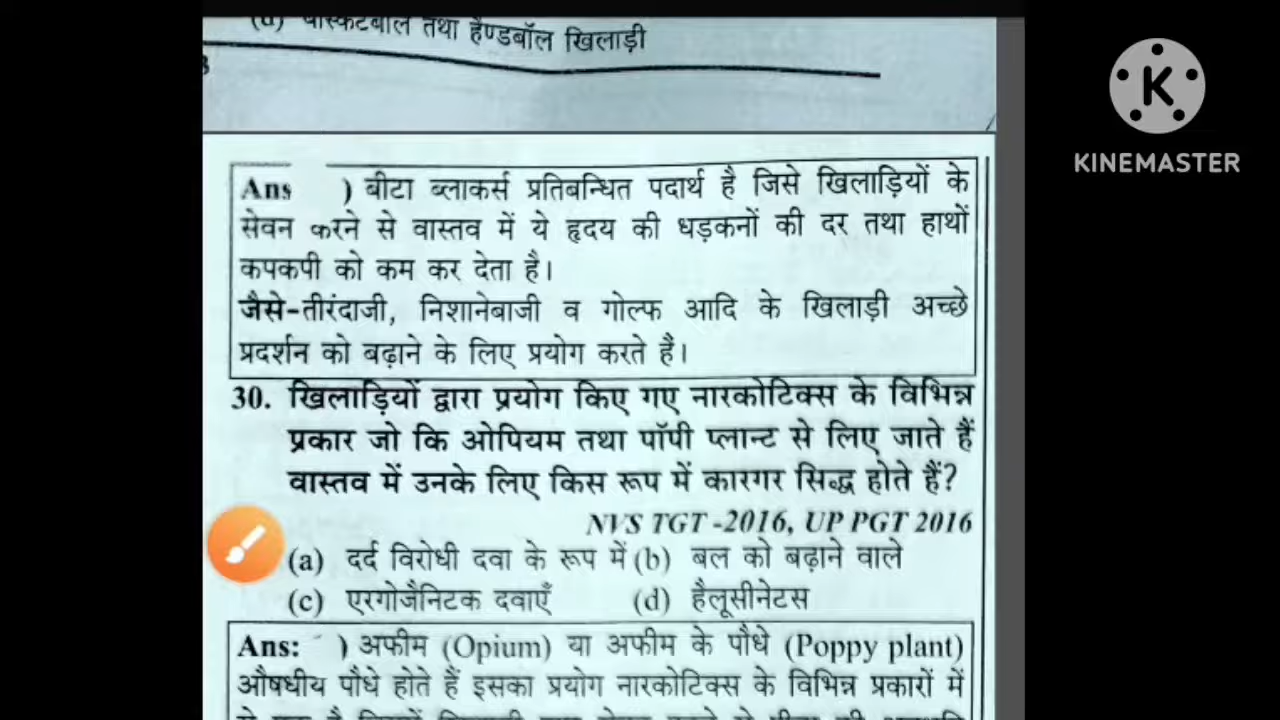 (d) बास्केटबॉल तथा हैण्डबॉल खिलाड़ी
K
KINEMASTER
Ans ) बीटा ब्लाकर्स प्रतिबन्धित पदार्थ है जिसे खिलाड़ियों के
सेवन करने से वास्तव में ये हृदय की धड़कनों की दर तथा हाथों
कपकपी को कम कर देता है।
जैसे-तीरंदाजी, निशानेबाजी व गोल्फ आदि के खिलाड़ी अच्छे
प्रदर्शन को बढ़ाने के लिए प्रयोग करते हैं।
30. खिलाड़ियों द्वारा प्रयोग किए गए नारकोटिक्स के विभिन्न
प्रकार जो कि ओपियम तथा पॉपी प्लान्ट से लिए जाते हैं
वास्तव में उनके लिए किस रूप में कारगर सिद्ध होते हैं?
NVS TGT -2016, UP PGT 2016
(a) दर्द विरोधी दवा के रूप में (b) बल को बढ़ाने वाले
(c) एरगोजैनिटक दवाएँ (d) हैलूसीनेटस
Ans: ) अफीम (Opium) या अफीम के पौधे (Poppy plant)
औषधीय पौधे होते हैं इसका प्रयोग नारकोटिक्स के विभिन्न प्रकारों में